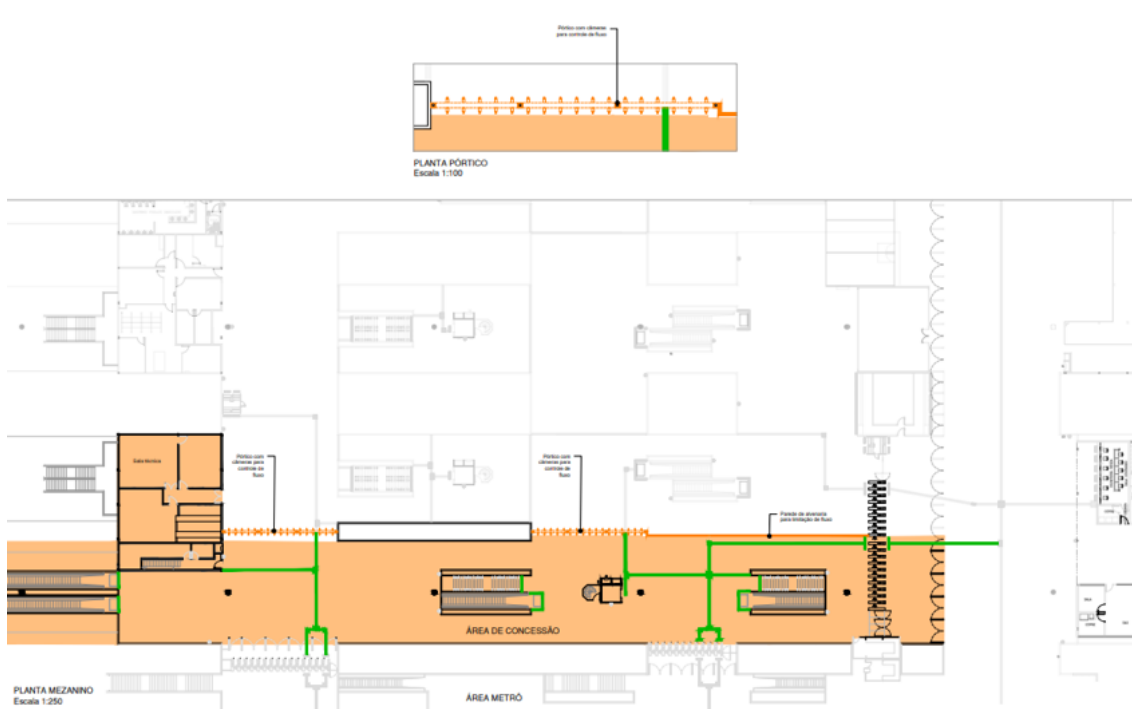 Pórtico com câmeras
para controle de fluxo
PLANTA PÓRTICO
Escala 1:100
Sala técnica
Pórtico com
câmeras para
controle de
fluxo
Pórtico com
câmeras para
controle de
fluxo
Parede de alvenaria
para limitação de fluxo
ÁREA DE CONCESSÃO
PLANTA MEZANINO
Escala 1:250
ÁREA METRÔ